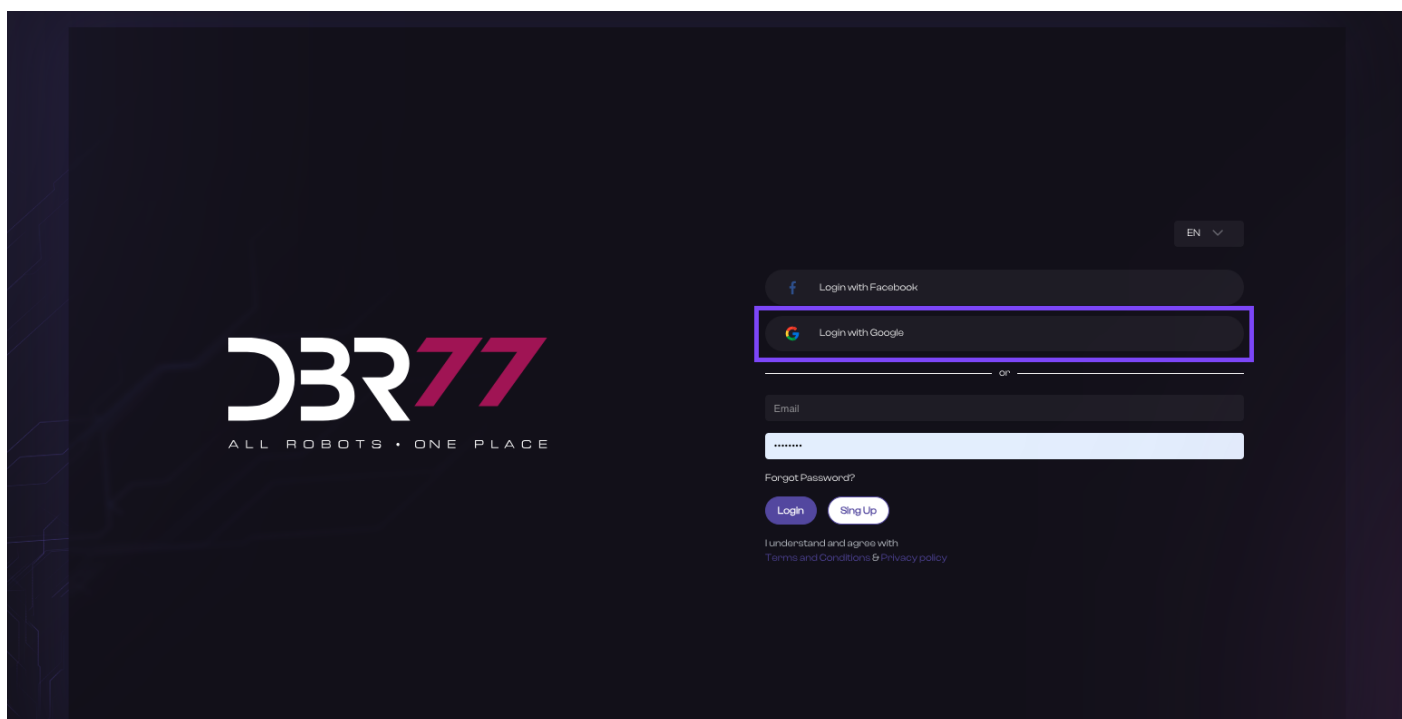 EN
Login with Facebook
Login with Google
or
DBR77
ALL ROBOTS • ONE PLACE
Email
••••••••
Forgot Password?
Login
Sing Up
I understand and agree with
Terms and Conditions & Privacy policy